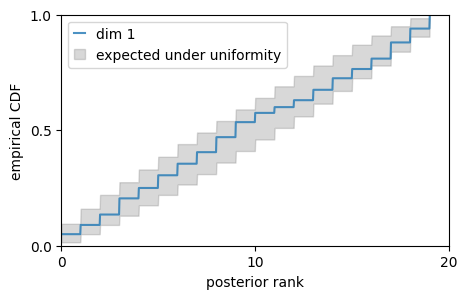 1.0
dim 1
expected under uniformity
empirical CDF
0.5
0.0
0
10
20
posterior rank